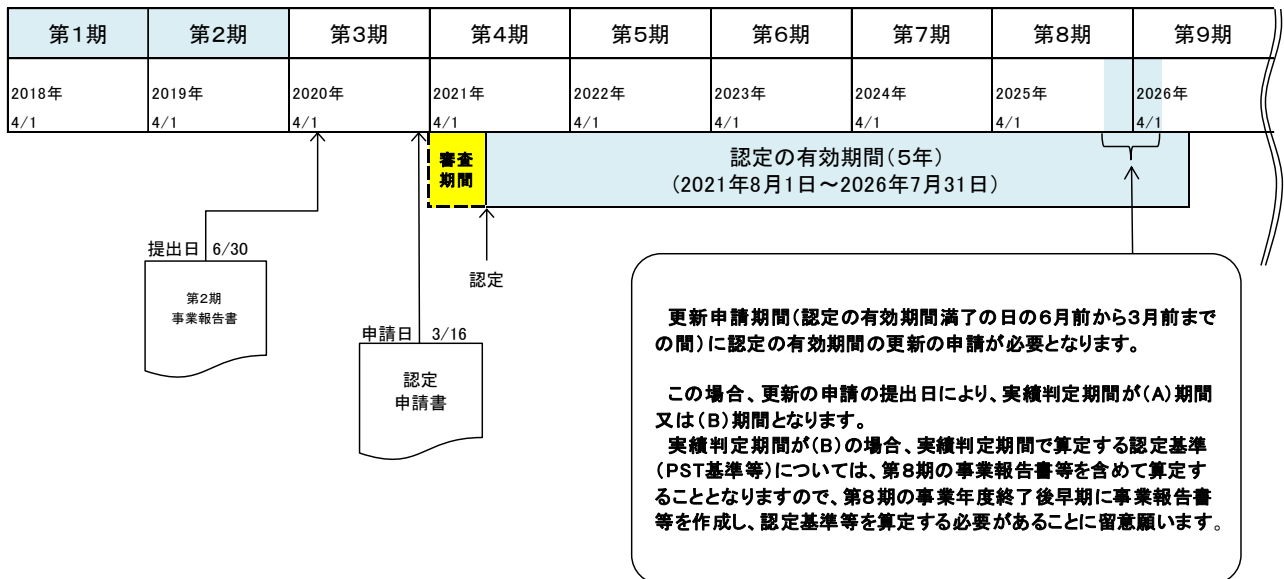 第1期 第2期 第3期 第4期 第5期 第6期 第7期 第8期 第9期
2018年 2019年 2020年 2021年 2022年 2023年 2024年 2025年 2026年
4/1 4/1 4/1 4/1 4/1 4/1 4/1 4/1 4/1
審査
期間
認定の有効期間(5年)
(2021年8月1日～2026年7月31日)
提出日 6/30
第2期
事業報告書
認定
申請日 3/16
認定
申請書
更新申請期間(認定の有効期間満了の日の6月前から3月前まで
の間)に認定の有効期間の更新の申請が必要となります。
この場合、更新の申請の提出日により、実績判定期間が(A)期間
又は(B)期間となります。
実績判定期間が(B)の場合、実績判定期間で算定する認定基準
(PST基準等)については、第8期の事業報告書等を含めて算定す
ることとなりますので、第8期の事業年度終了後早期に事業報告書
等を作成し、認定基準等を算定する必要があることに留意願います。